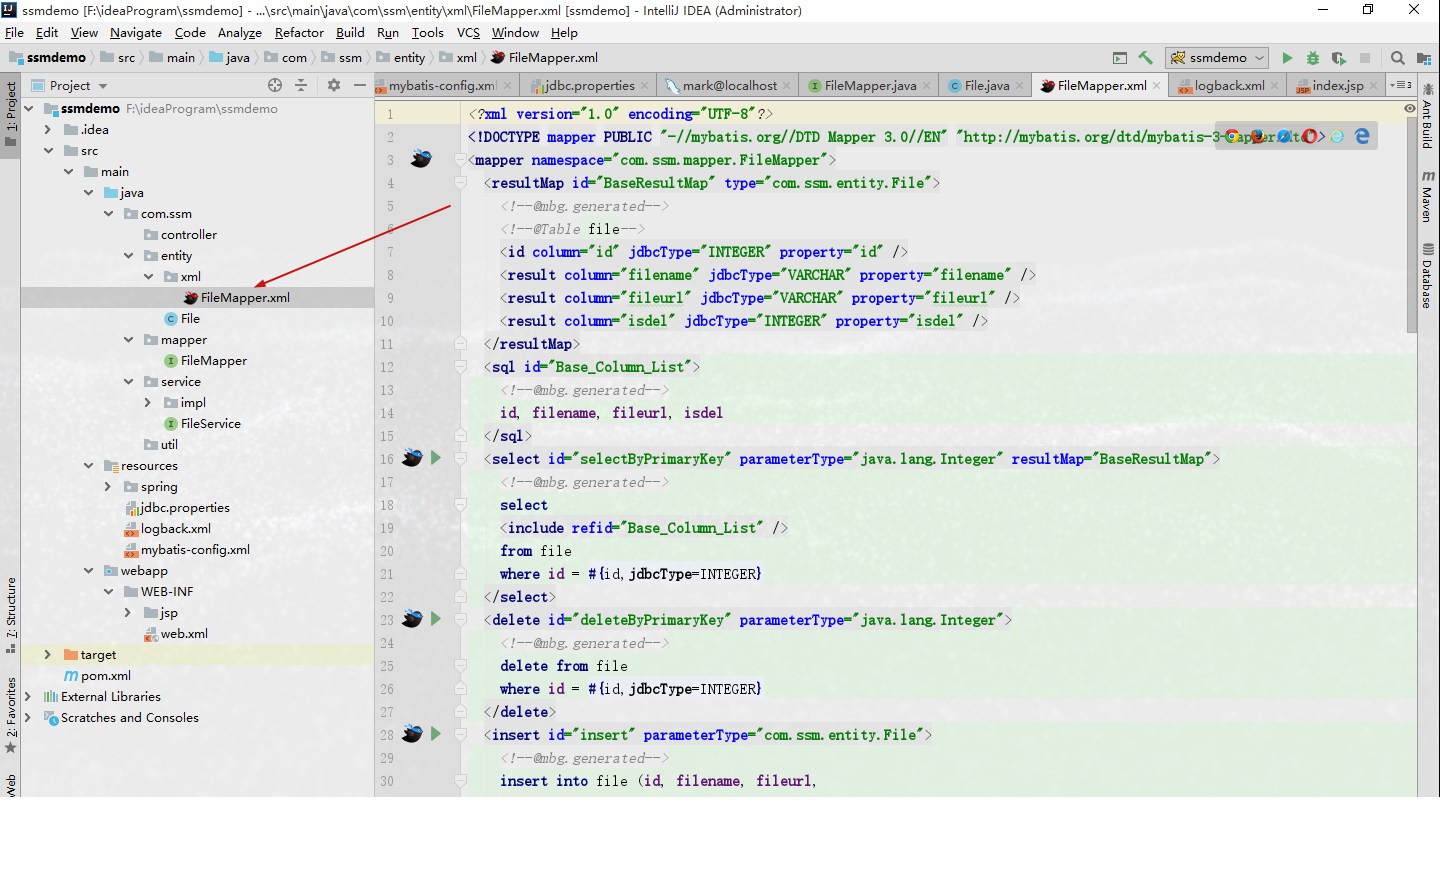 ssmdemo [F:\ideaProgram\ssmdemo] - ...\src\main\java\com\ssm\entity\xml\FileMapper.xml [ssmdemo] - IntelliJ IDEA (Administrator)
File Edit View Navigate Code Analyze Refactor Build Run Tools VCS Window Help
ssmdemo src main java com ssm entity xml FileMapper.xml ssmdemo
Project mybatis-config.xml jdbc.properties mark@localhost FileMapper.java File.java FileMapper.xml logback.xml index.jsp
1: Project
7: Structure
2: Favorites
Web
Ant Build
Maven
Database
ssmdemo F:\ideaProgram\ssmdemo
.idea
src
main
java
com.ssm
controller
entity
xml
FileMapper.xml
File
mapper
FileMapper
service
impl
FileService
util
resources
spring
jdbc.properties
logback.xml
mybatis-config.xml
webapp
WEB-INF
jsp
web.xml
target
pom.xml
External Libraries
Scratches and Consoles
1 <?xml version="1.0" encoding="UTF-8"?>
2 <!DOCTYPE mapper PUBLIC "-//mybatis.org//DTD Mapper 3.0//EN" "http://mybatis.org/dtd/mybatis-3-
3 <mapper namespace="com.ssm.mapper.FileMapper">
4 <resultMap id="BaseResultMap" type="com.ssm.entity.File">
5 <!--@mbg.generated-->
6 <!--@Table file-->
7 <id column="id" jdbcType="INTEGER" property="id" />
8 <result column="filename" jdbcType="VARCHAR" property="filename" />
9 <result column="fileurl" jdbcType="VARCHAR" property="fileurl" />
10 <result column="isdel" jdbcType="INTEGER" property="isdel" />
11 </resultMap>
12 <sql id="Base_Column_List">
13 <!--@mbg.generated-->
14 id, filename, fileurl, isdel
15 </sql>
16 <select id="selectByPrimaryKey" parameterType="java.lang.Integer" resultMap="BaseResultMap">
17 <!--@mbg.generated-->
18 select
19 <include refid="Base_Column_List" />
20 from file
21 where id = #{id,jdbcType=INTEGER}
22 </select>
23 <delete id="deleteByPrimaryKey" parameterType="java.lang.Integer">
24 <!--@mbg.generated-->
25 delete from file
26 where id = #{id,jdbcType=INTEGER}
27 </delete>
28 <insert id="insert" parameterType="com.ssm.entity.File">
29 <!--@mbg.generated-->
30 insert into file (id, filename, fileurl,